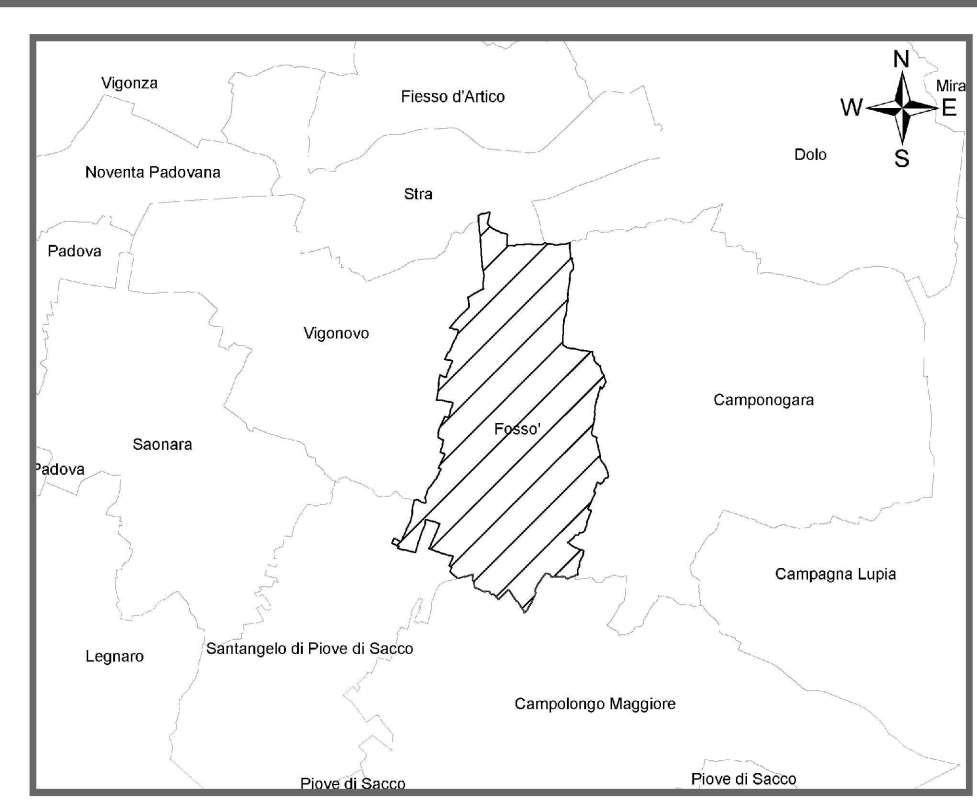 N
Vigonza
Mira
Fiesso d'Artico
W
E
Dolo
S
Noventa Padovana
Stra
Padova
Vigonovo
Camponogara
Fosso'
Saonara
Padova
Campagna Lupia
Santangelo di Piove di Sacco
Legnaro
Campolongo Maggiore
Piove di Sacco
Piove di Sacco